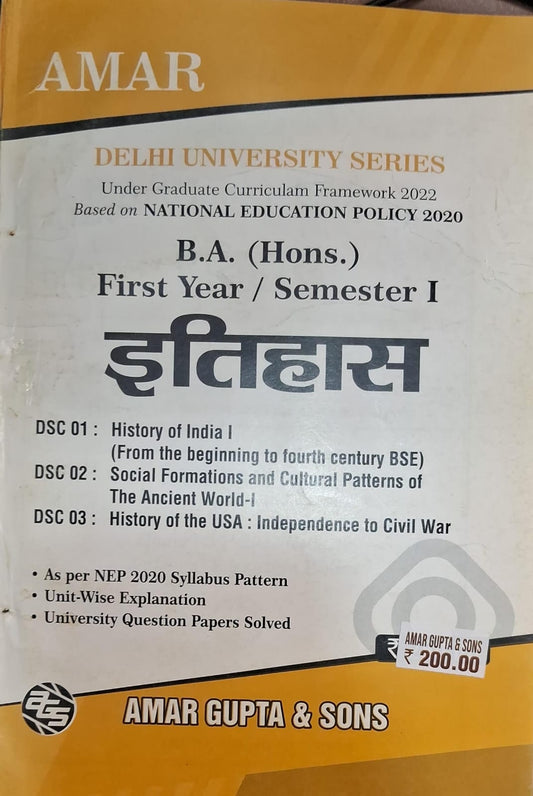 AMAR
DELHI UNIVERSITY SERIES
Under Graduate Curriculam Framework 2022
Based on NATIONAL EDUCATION POLICY 2020
B.A. (Hons.)
First Year / Semester I
इतिहास
DSC 01 : History of India I
(From the beginning to fourth century BSE)
DSC 02 : Social Formations and Cultural Patterns of
The Ancient World-I
DSC 03 : History of the USA : Independence to Civil War
• As per NEP 2020 Syllabus Pattern
• Unit-Wise Explanation
• University Question Papers Solved
₹
AMAR GUPTA & SONS
₹ 200.00
ags
AMAR GUPTA & SONS